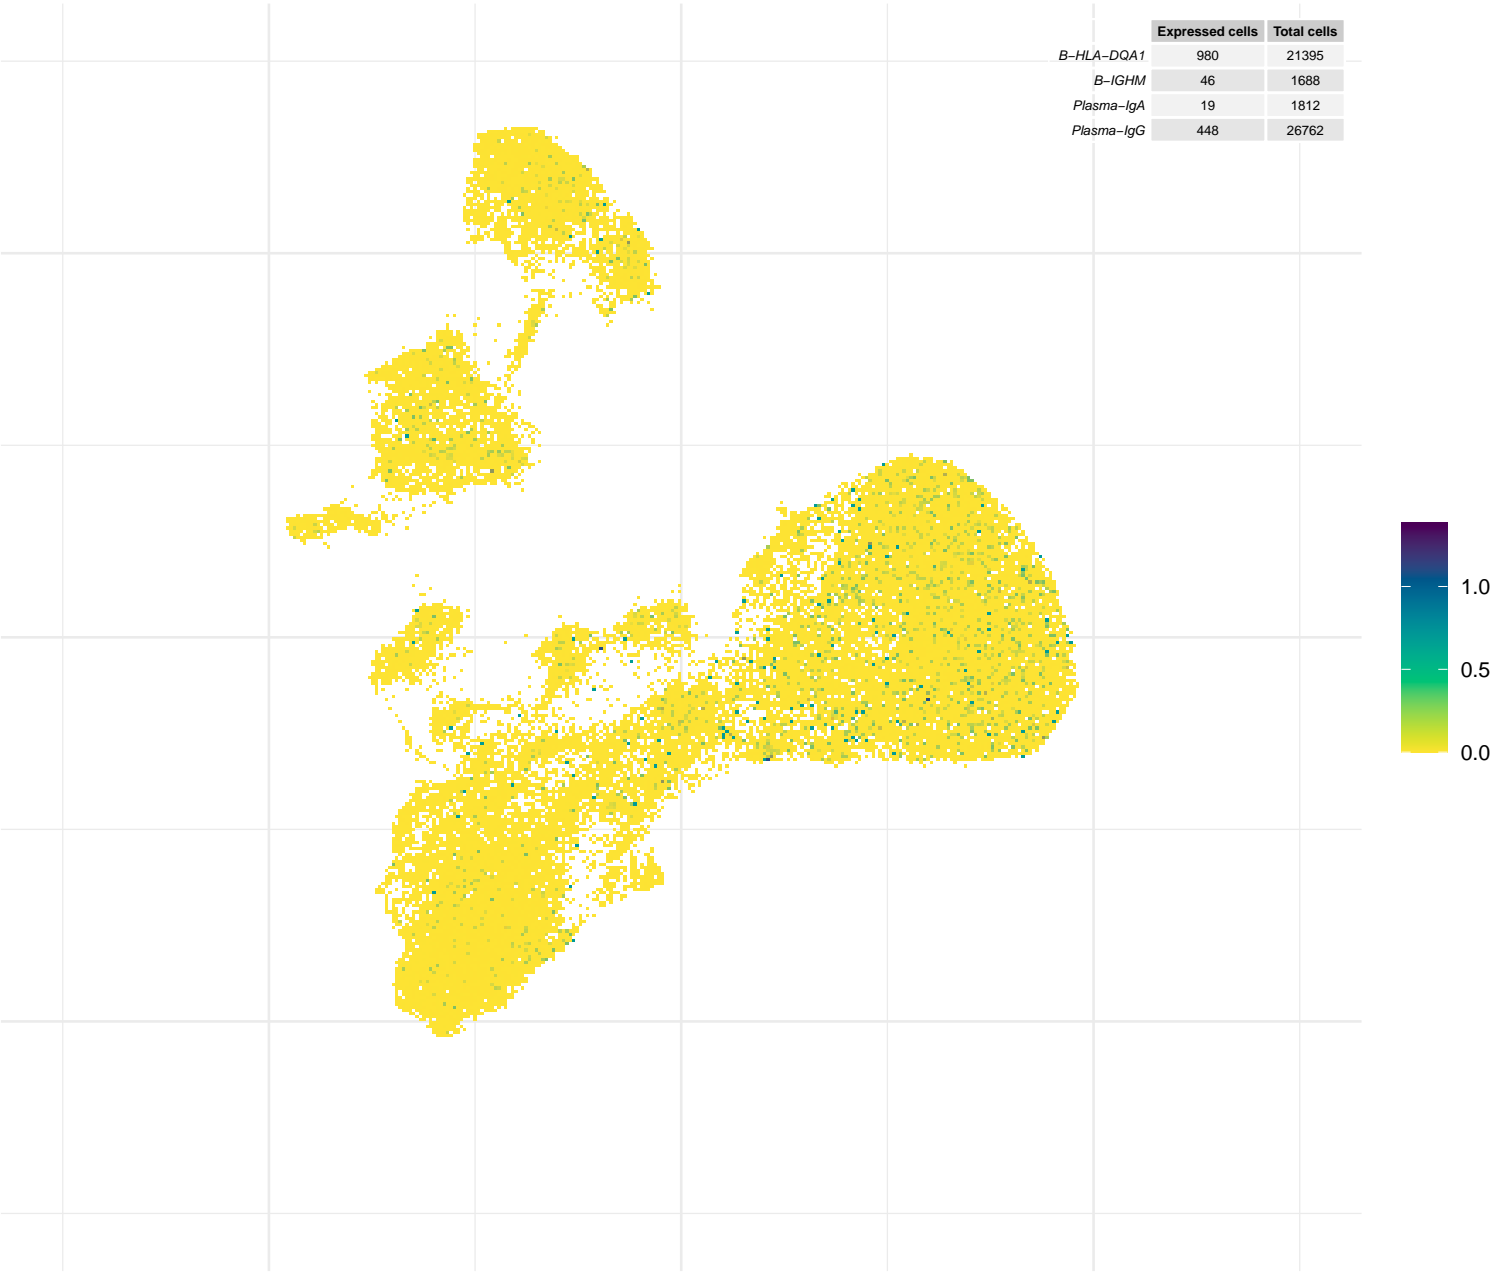 Expressed cells Total cells
B−HLA−DQA1 980 21395
B−IGHM 46 1688
Plasma−IgA 19 1812
Plasma−IgG 448 26762
1.0
0.5
0.0